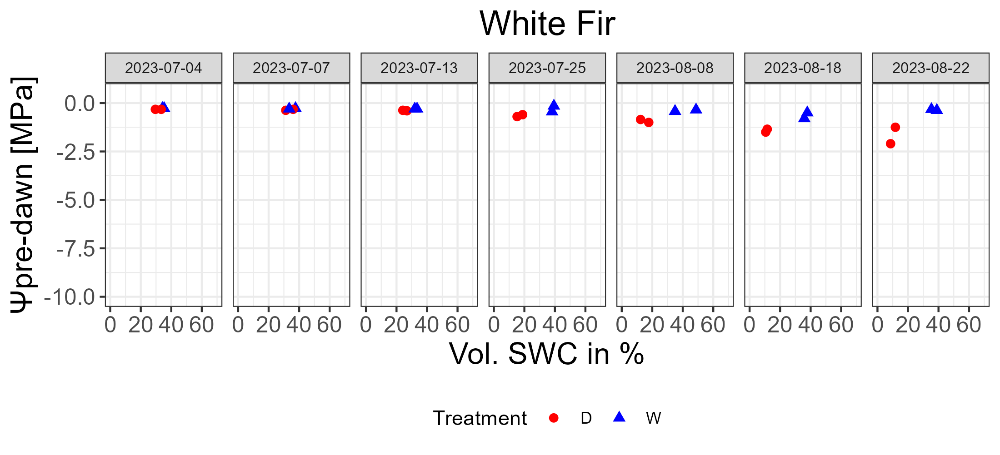 White Fir
2023-07-04 2023-07-07 2023-07-13 2023-07-25 2023-08-08 2023-08-18 2023-08-22
Ψpre-dawn [MPa]
0.0
-2.5
-5.0
-7.5
-10.0
0 20 40 60 0 20 40 60 0 20 40 60 0 20 40 60 0 20 40 60 0 20 40 60 0 20 40 60
Vol. SWC in %
Treatment D W